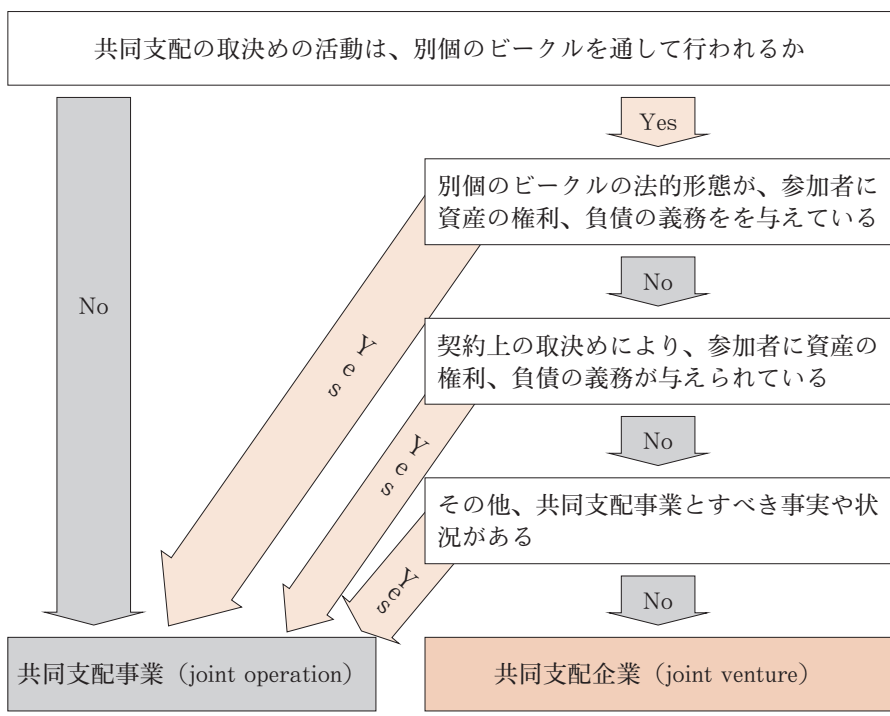 共同支配の取決めの活動は、別個のビークルを通して行われるか
Yes
別個のビークルの法的形態が、参加者に
資産の権利、負債の義務をを与えている
No
No
Yes
契約上の取決めにより、参加者に資産の
権利、負債の義務が与えられている
No
Yes
その他、共同支配事業とすべき事実や状
況がある
Yes
No
共同支配事業（joint operation）
共同支配企業（joint venture）